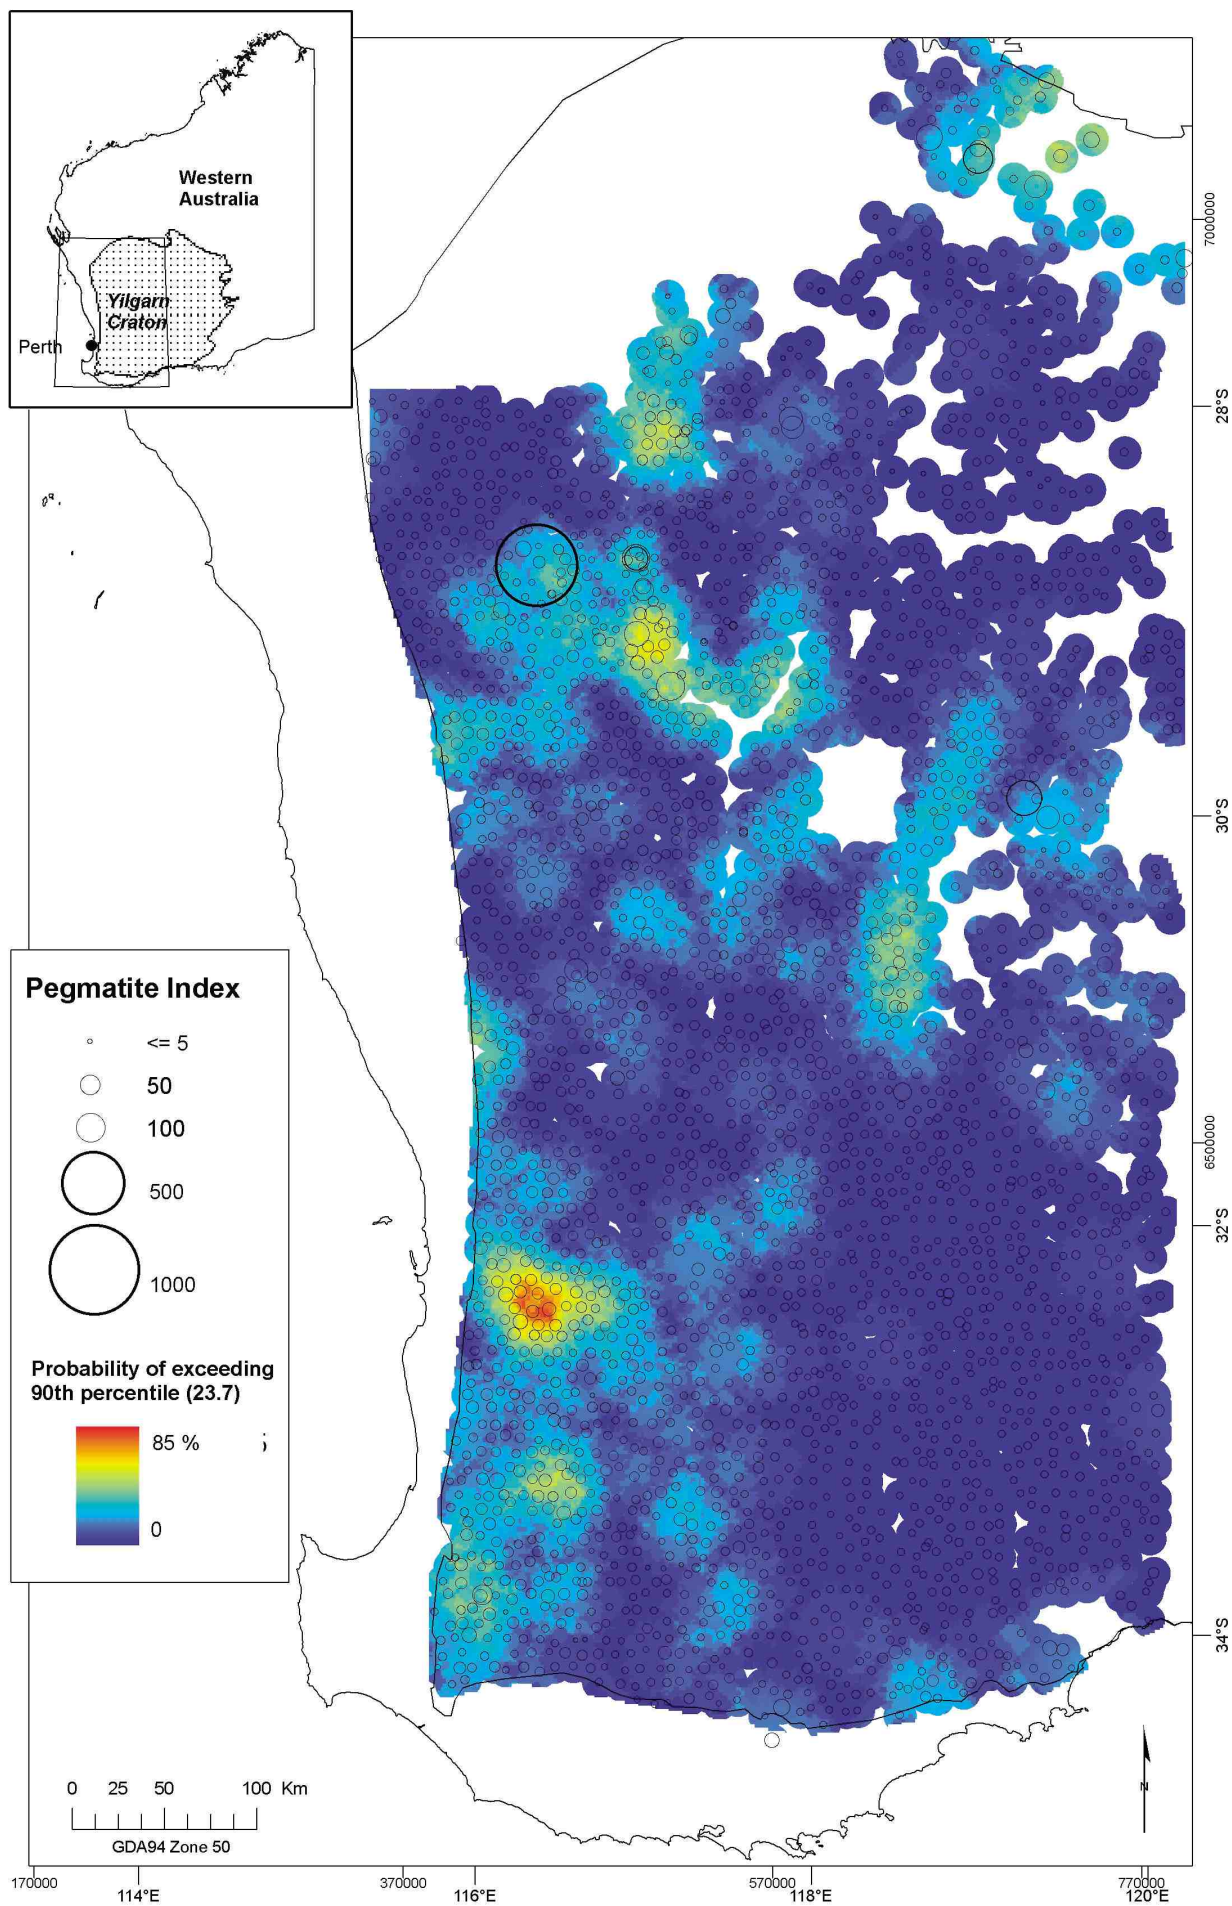 Western
Australia
Yilgarn
Craton
Perth
7000000
28°S
30°S
6500000
32°S
34°S
Pegmatite Index
<= 5
50
100
500
1000
Probability of exceeding
90th percentile (23.7)
85 %
0
0 25 50 100 Km
GDA94 Zone 50
N
170000 370000 570000 770000
114°E 116°E 118°E 120°E